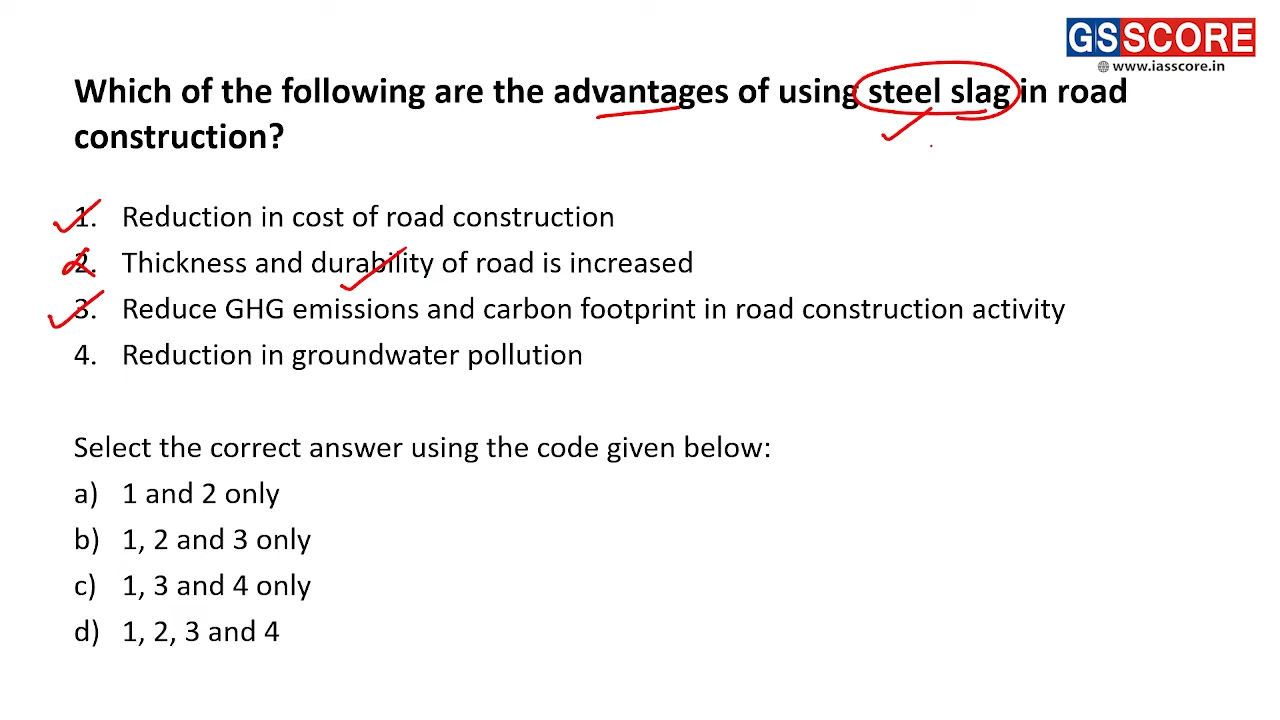 GSSCORE
www.iasscore.in
Which of the following are the advantages of using steel slag in road
construction?
1. Reduction in cost of road construction
2. Thickness and durability of road is increased
3. Reduce GHG emissions and carbon footprint in road construction activity
4. Reduction in groundwater pollution
Select the correct answer using the code given below:
a) 1 and 2 only
b) 1, 2 and 3 only
c) 1, 3 and 4 only
d) 1, 2, 3 and 4